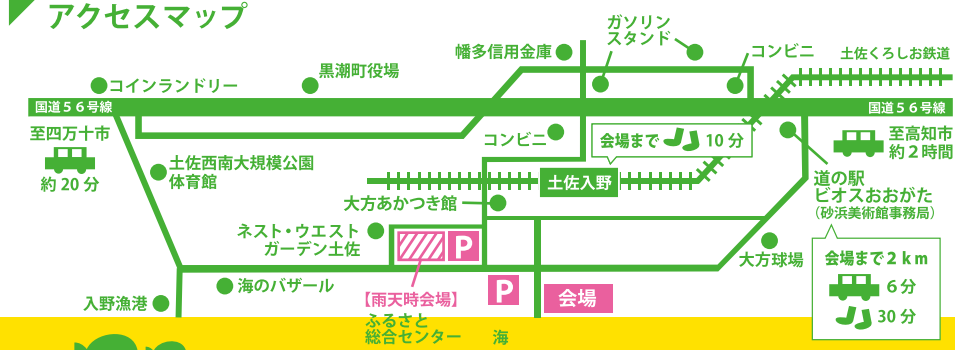 アクセスマップ
ガソリン
スタンド
幡多信用金庫
コンビニ
土佐くろしお鉄道
コインランドリー
黒潮町役場
国道５６号線
国道５６号線
至四万十市
約20分
コンビニ
会場まで 10分
至高知市
約2時間
土佐西南大規模公園
体育館
土佐入野
道の駅
ビオスおおがた
（砂浜美術館事務局）
大方あかつき館
ネスト・ウエスト
ガーデン土佐
P
大方球場
会場まで2km
6分
30分
海のバザール
【雨天時会場】
P
会場
入野漁港
ふるさと
総合センター
海